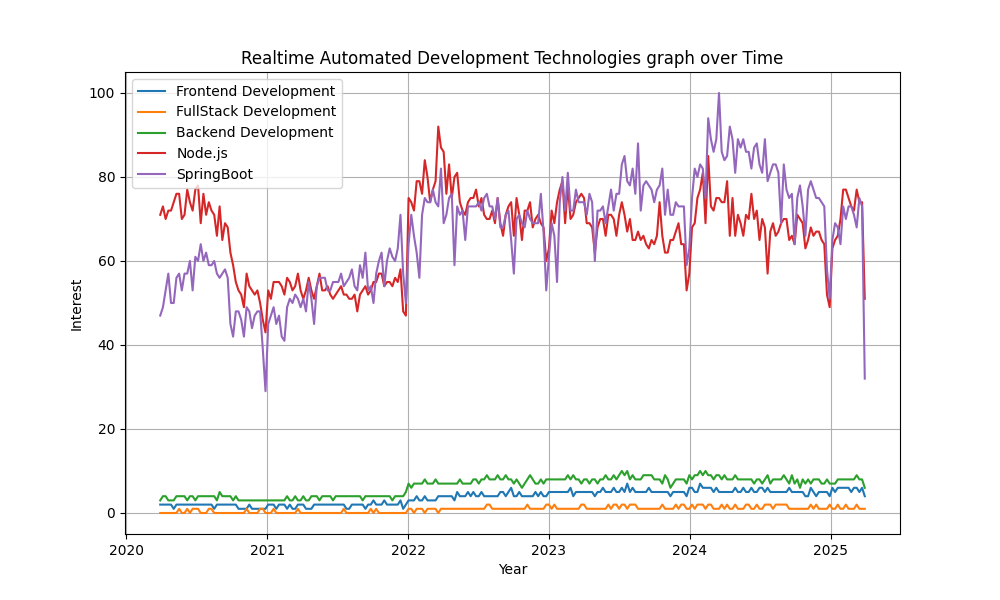 Realtime Automated Development Technologies graph over Time
Frontend Development
FullStack Development
Backend Development
Node.js
SpringBoot
100
80
60
40
20
0
Interest
2020
2021
2022
2023
2024
2025
Year